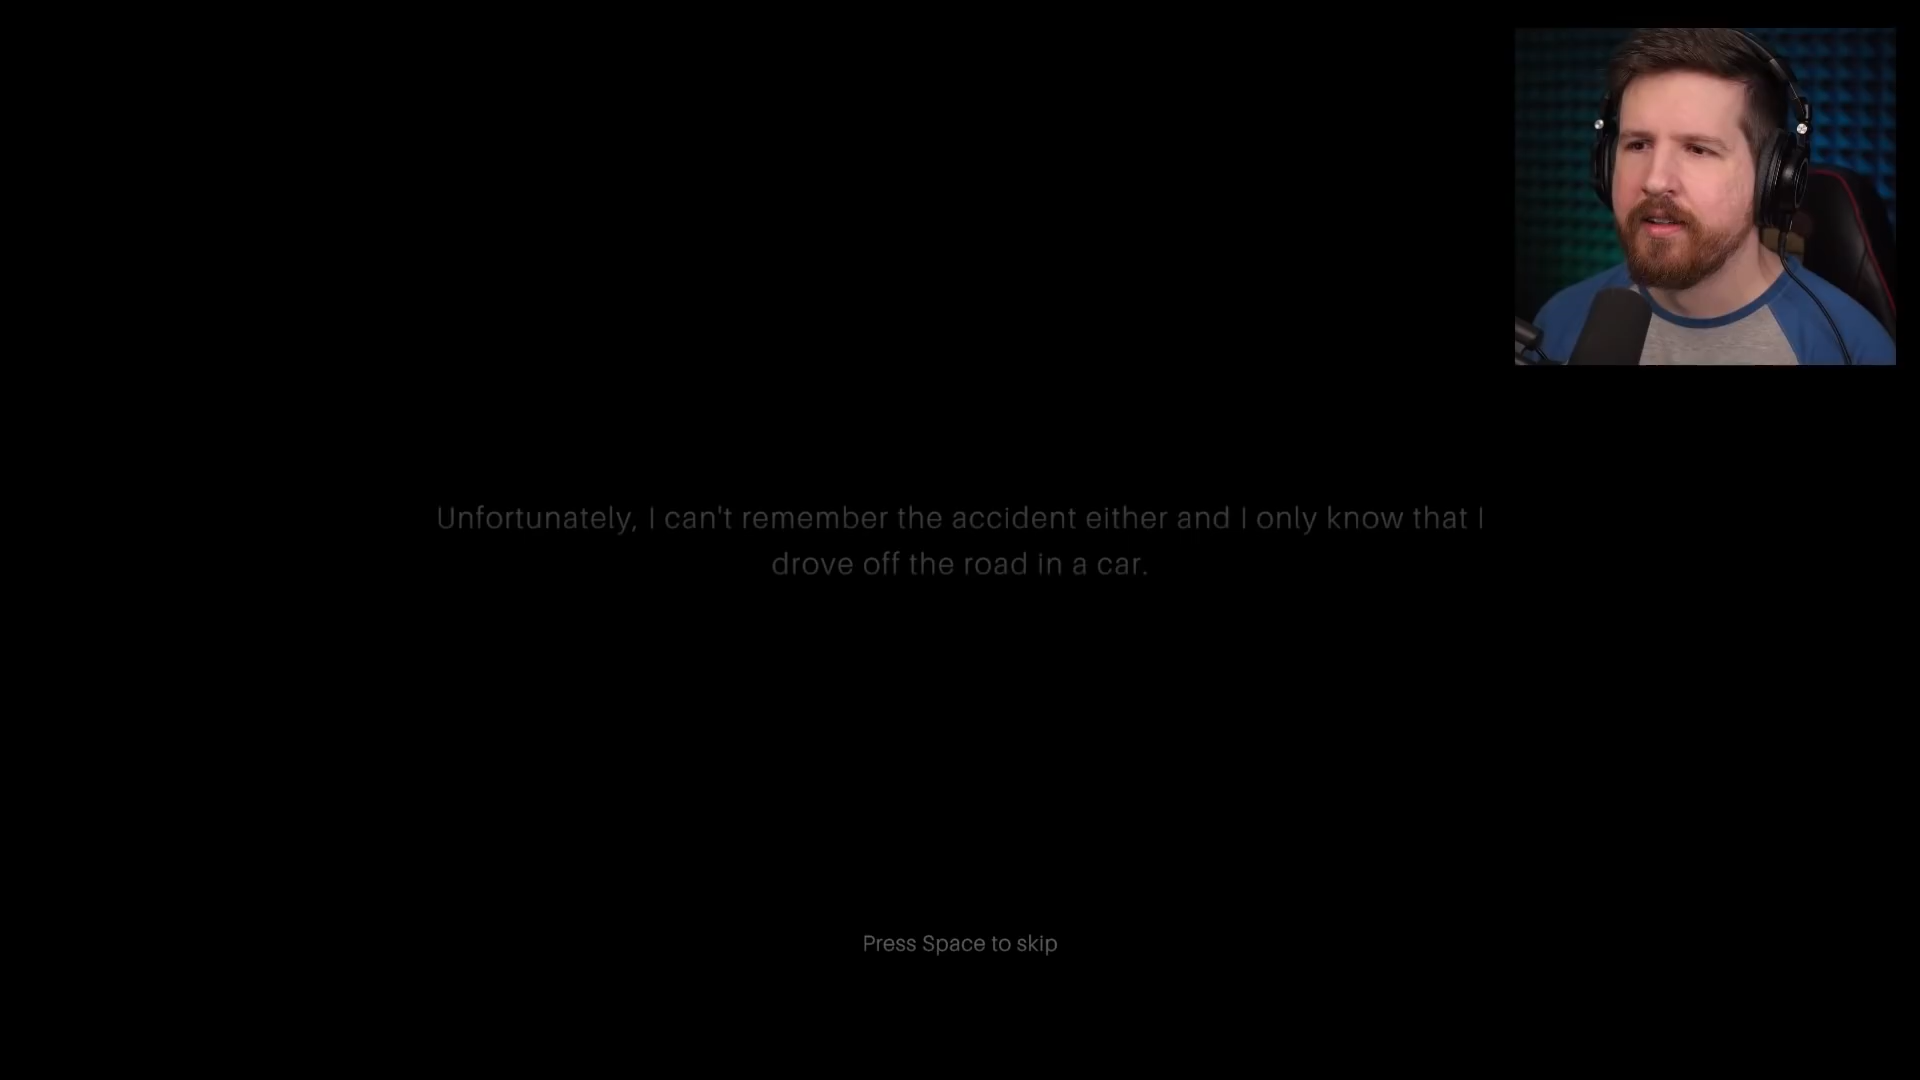 Unfortunately, I can't remember the accident either and I only know that I
drove off the road in a car.
Press Space to skip